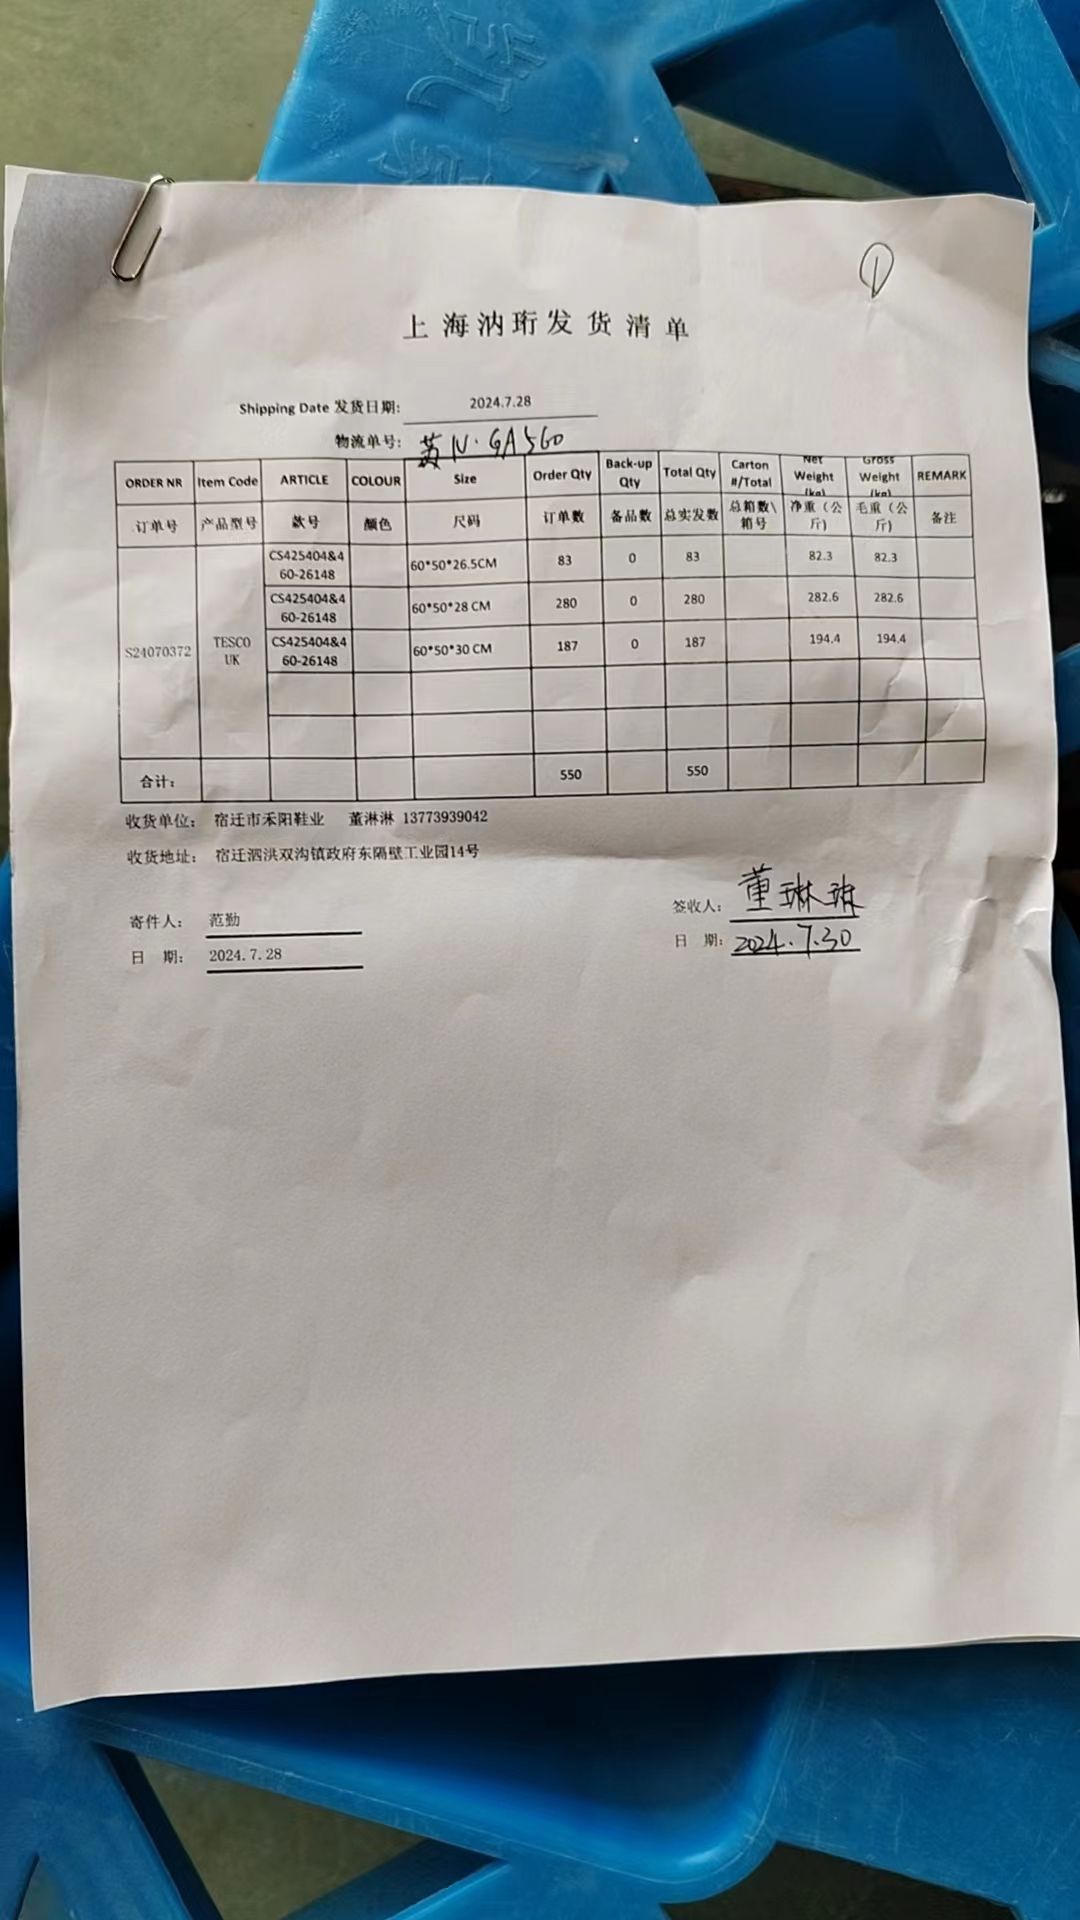 ①
上海汭珩发货清单
Shipping Date 发货日期: 2024.7.28
物流单号: 苏N·GA560
ORDER NR Item Code ARTICLE COLOUR Size Order Qty Back-up Qty Total Qty Carton #/Total Net Weight (kg) Gross Weight (kg) REMARK
订单号 产品型号 款号 颜色 尺码 订单数 备品数 总实发数 总箱数\箱号 净重（公斤） 毛重（公斤） 备注
S24070372 TESCO UK
CS425404&460-26148 60*50*26.5CM 83 0 83 82.3 82.3
CS425404&460-26148 60*50*28 CM 280 0 280 282.6 282.6
CS425404&460-26148 60*50*30 CM 187 0 187 194.4 194.4
合计: 550 550
收货单位: 宿迁市禾阳鞋业 董淋淋 13773939042
收货地址: 宿迁泗洪双沟镇政府东隔壁工业园14号
寄件人: 范勤 签收人: 董琳琳
日 期: 2024.7.28 日 期: 2024.7.30